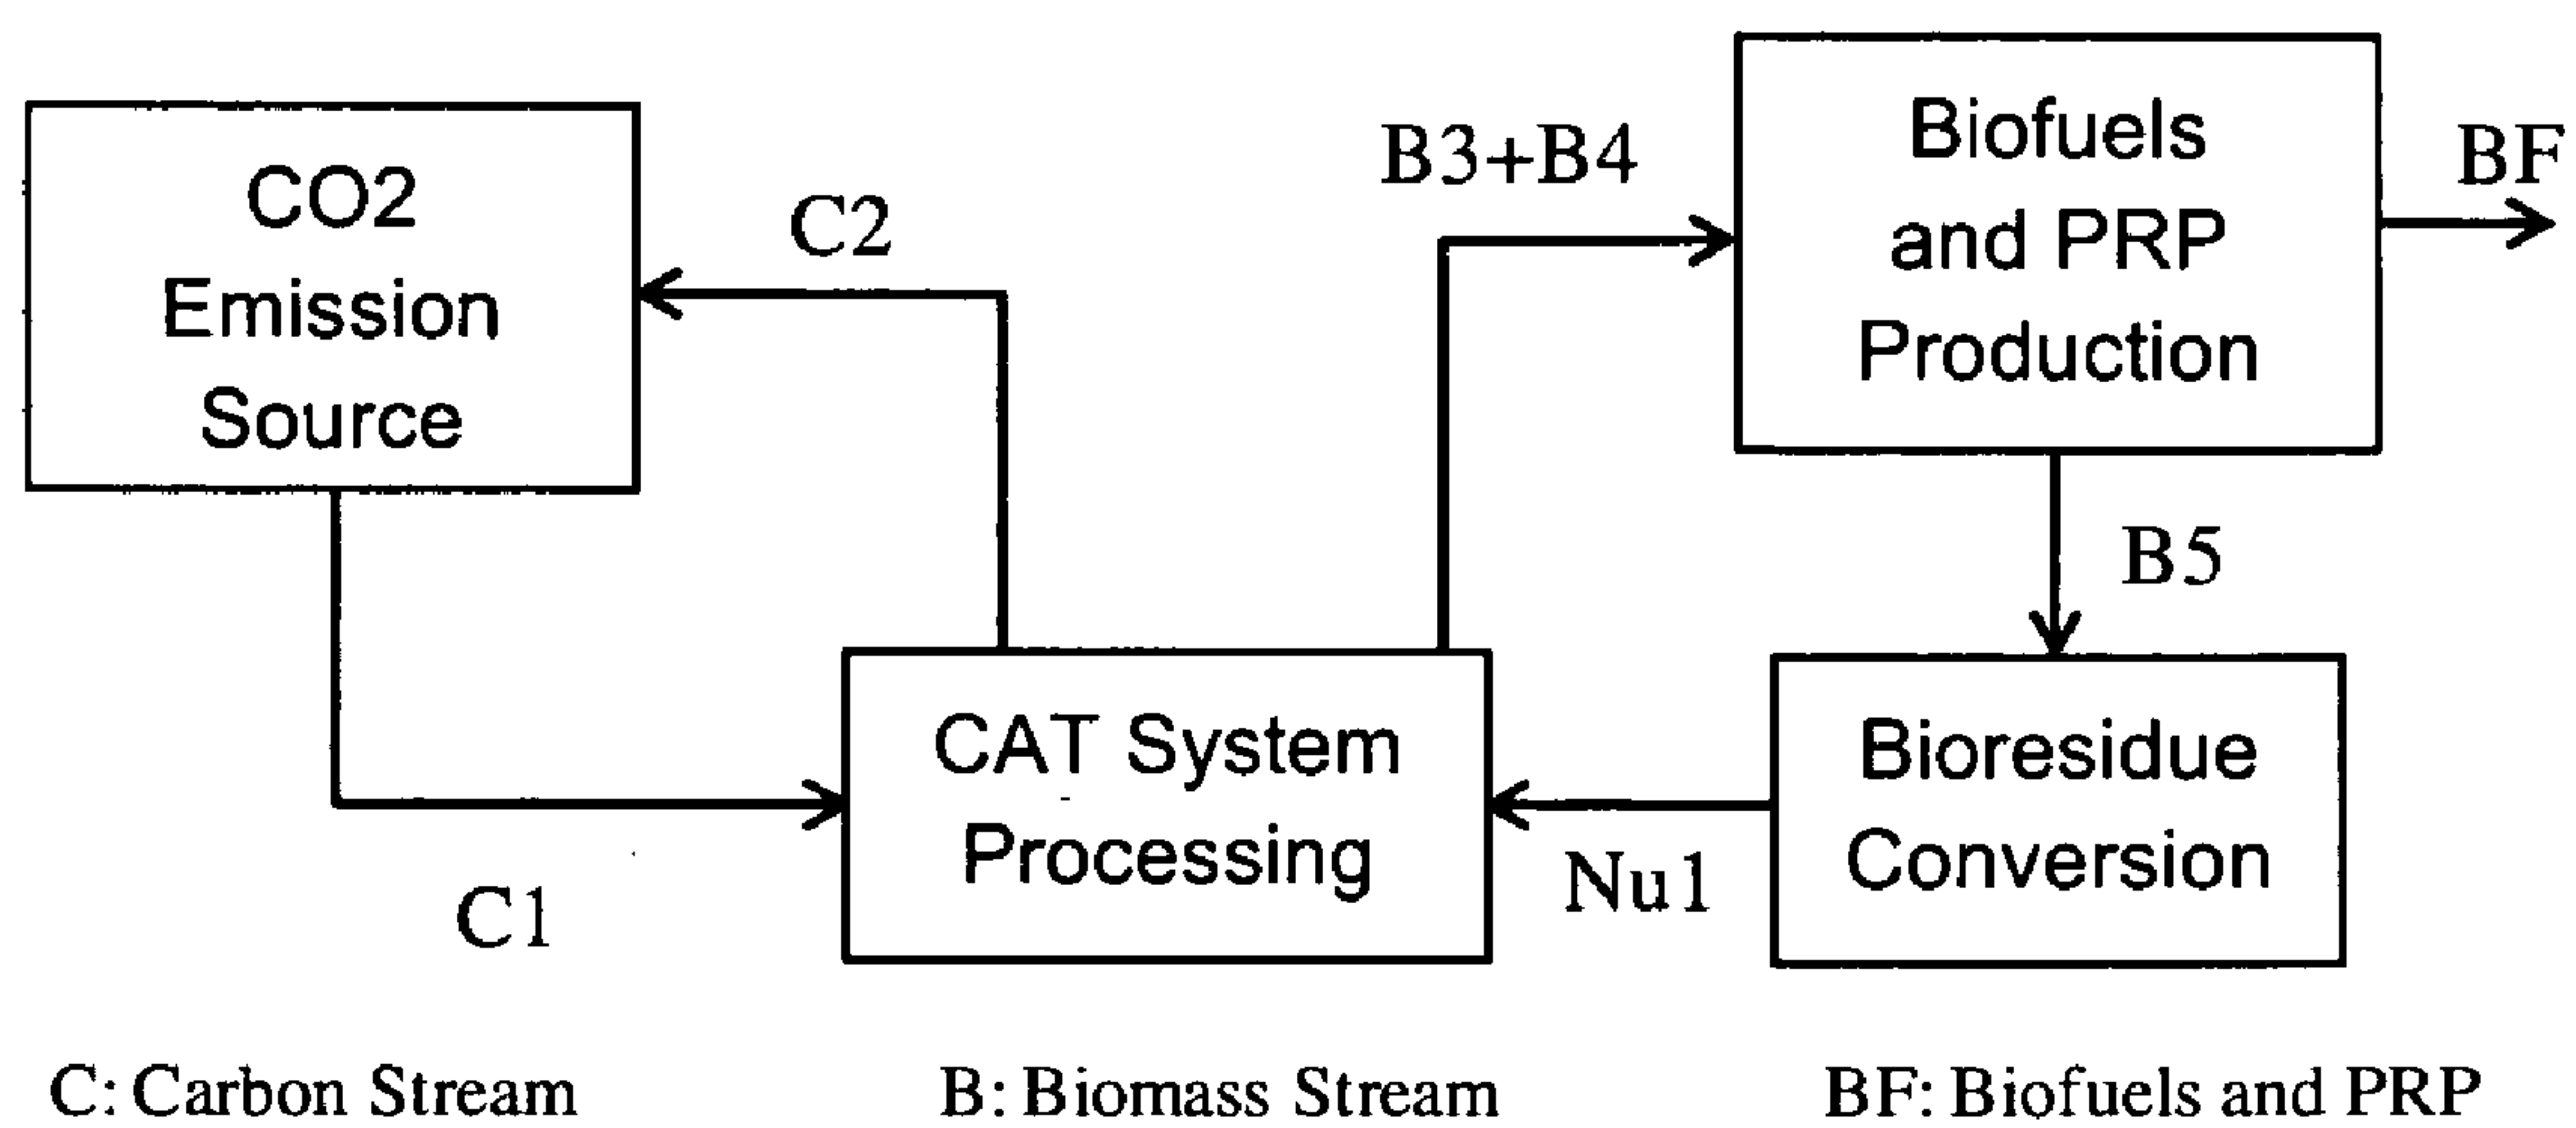 CO2
Emission
Source
C2
B3+B4
Biofuels
and PRP
Production
BF
B5
C1
CAT System
Processing
Nu1
Bioresidue
Conversion
C: Carbon Stream
B: Biomass Stream
BF: Biofuels and PRP